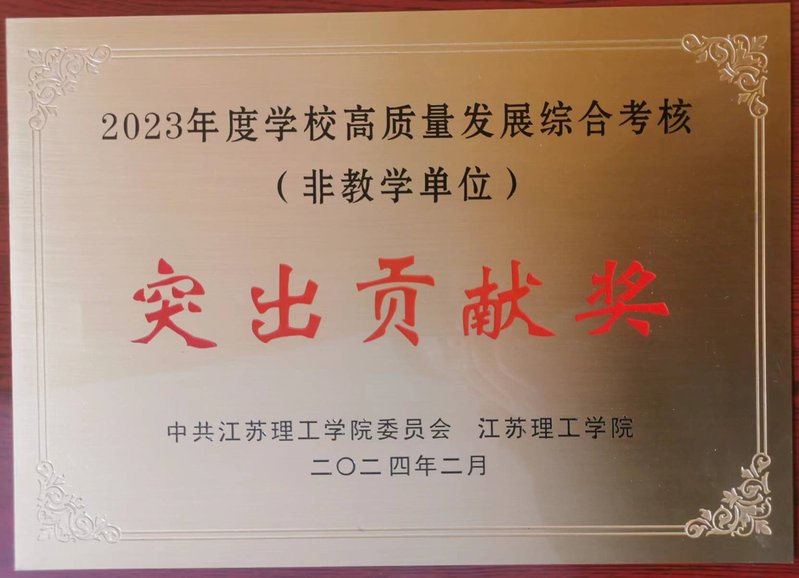 2023年度学校高质量发展综合考核
（非教学单位）
突出贡献奖
中共江苏理工学院委员会 江苏理工学院
二〇二四年二月